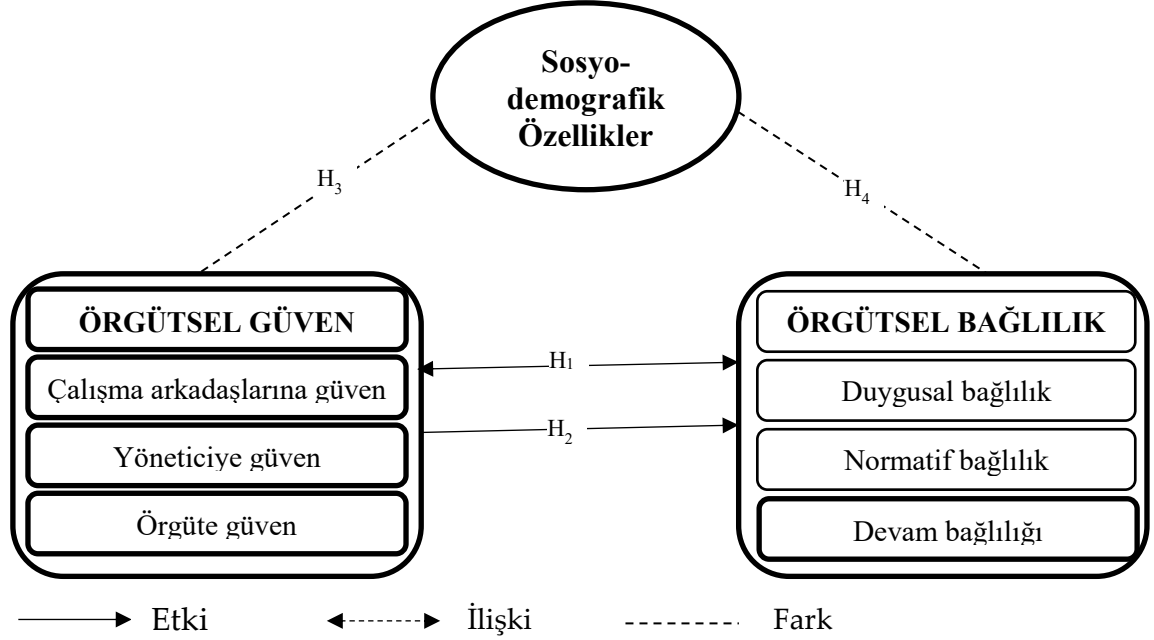 Sosyo-
demografik
Özellikler
H₃
H₄
ÖRGÜTSEL GÜVEN
Çalışma arkadaşlarına güven
Yöneticiye güven
Örgüte güven
H₁
H₂
ÖRGÜTSEL BAĞLILIK
Duygusal bağlılık
Normatif bağlılık
Devam bağlılığı
Etki
İlişki
Fark